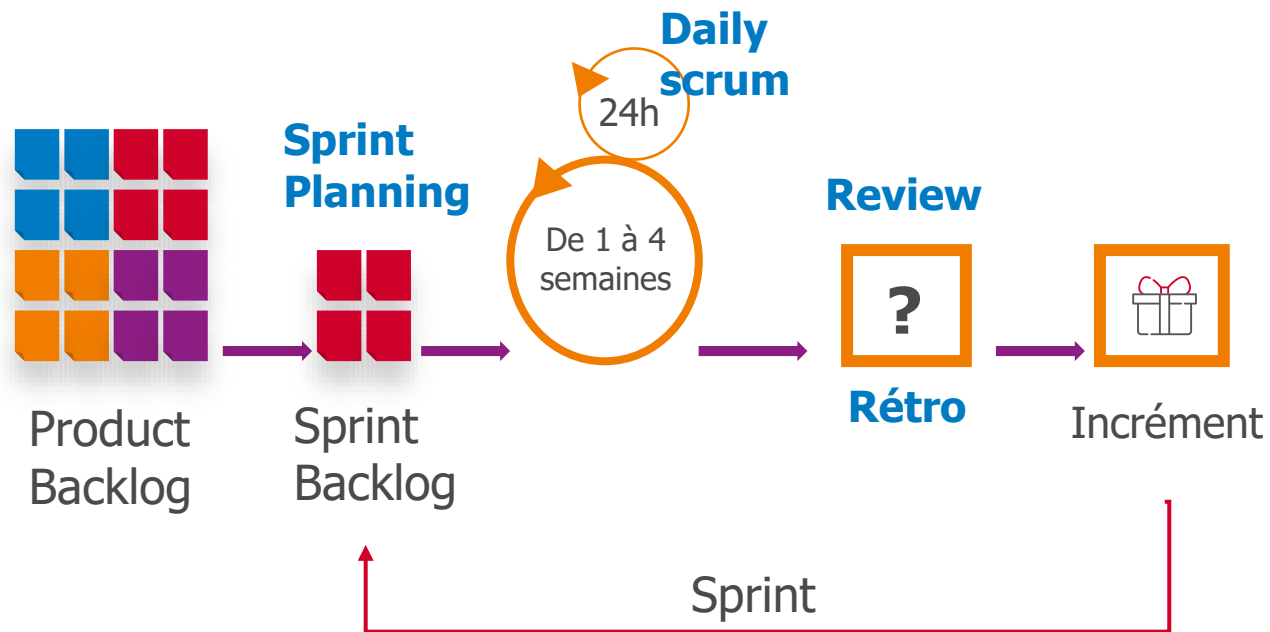 Daily
scrum
24h
Sprint
Planning
De 1 à 4
semaines
Review
?
Rétro
Product
Backlog
Sprint
Backlog
Incrément
Sprint